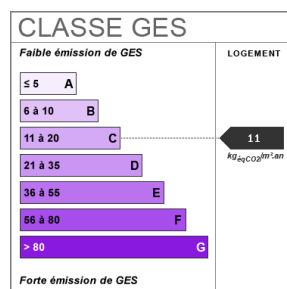 CLASSE GES
Faible émission de GES
LOGEMENT
≤ 5 A
6 à 10 B
11 à 20 C
11
kgéqCO2/m².an
21 à 35 D
36 à 55 E
56 à 80 F
> 80 G
Forte émission de GES